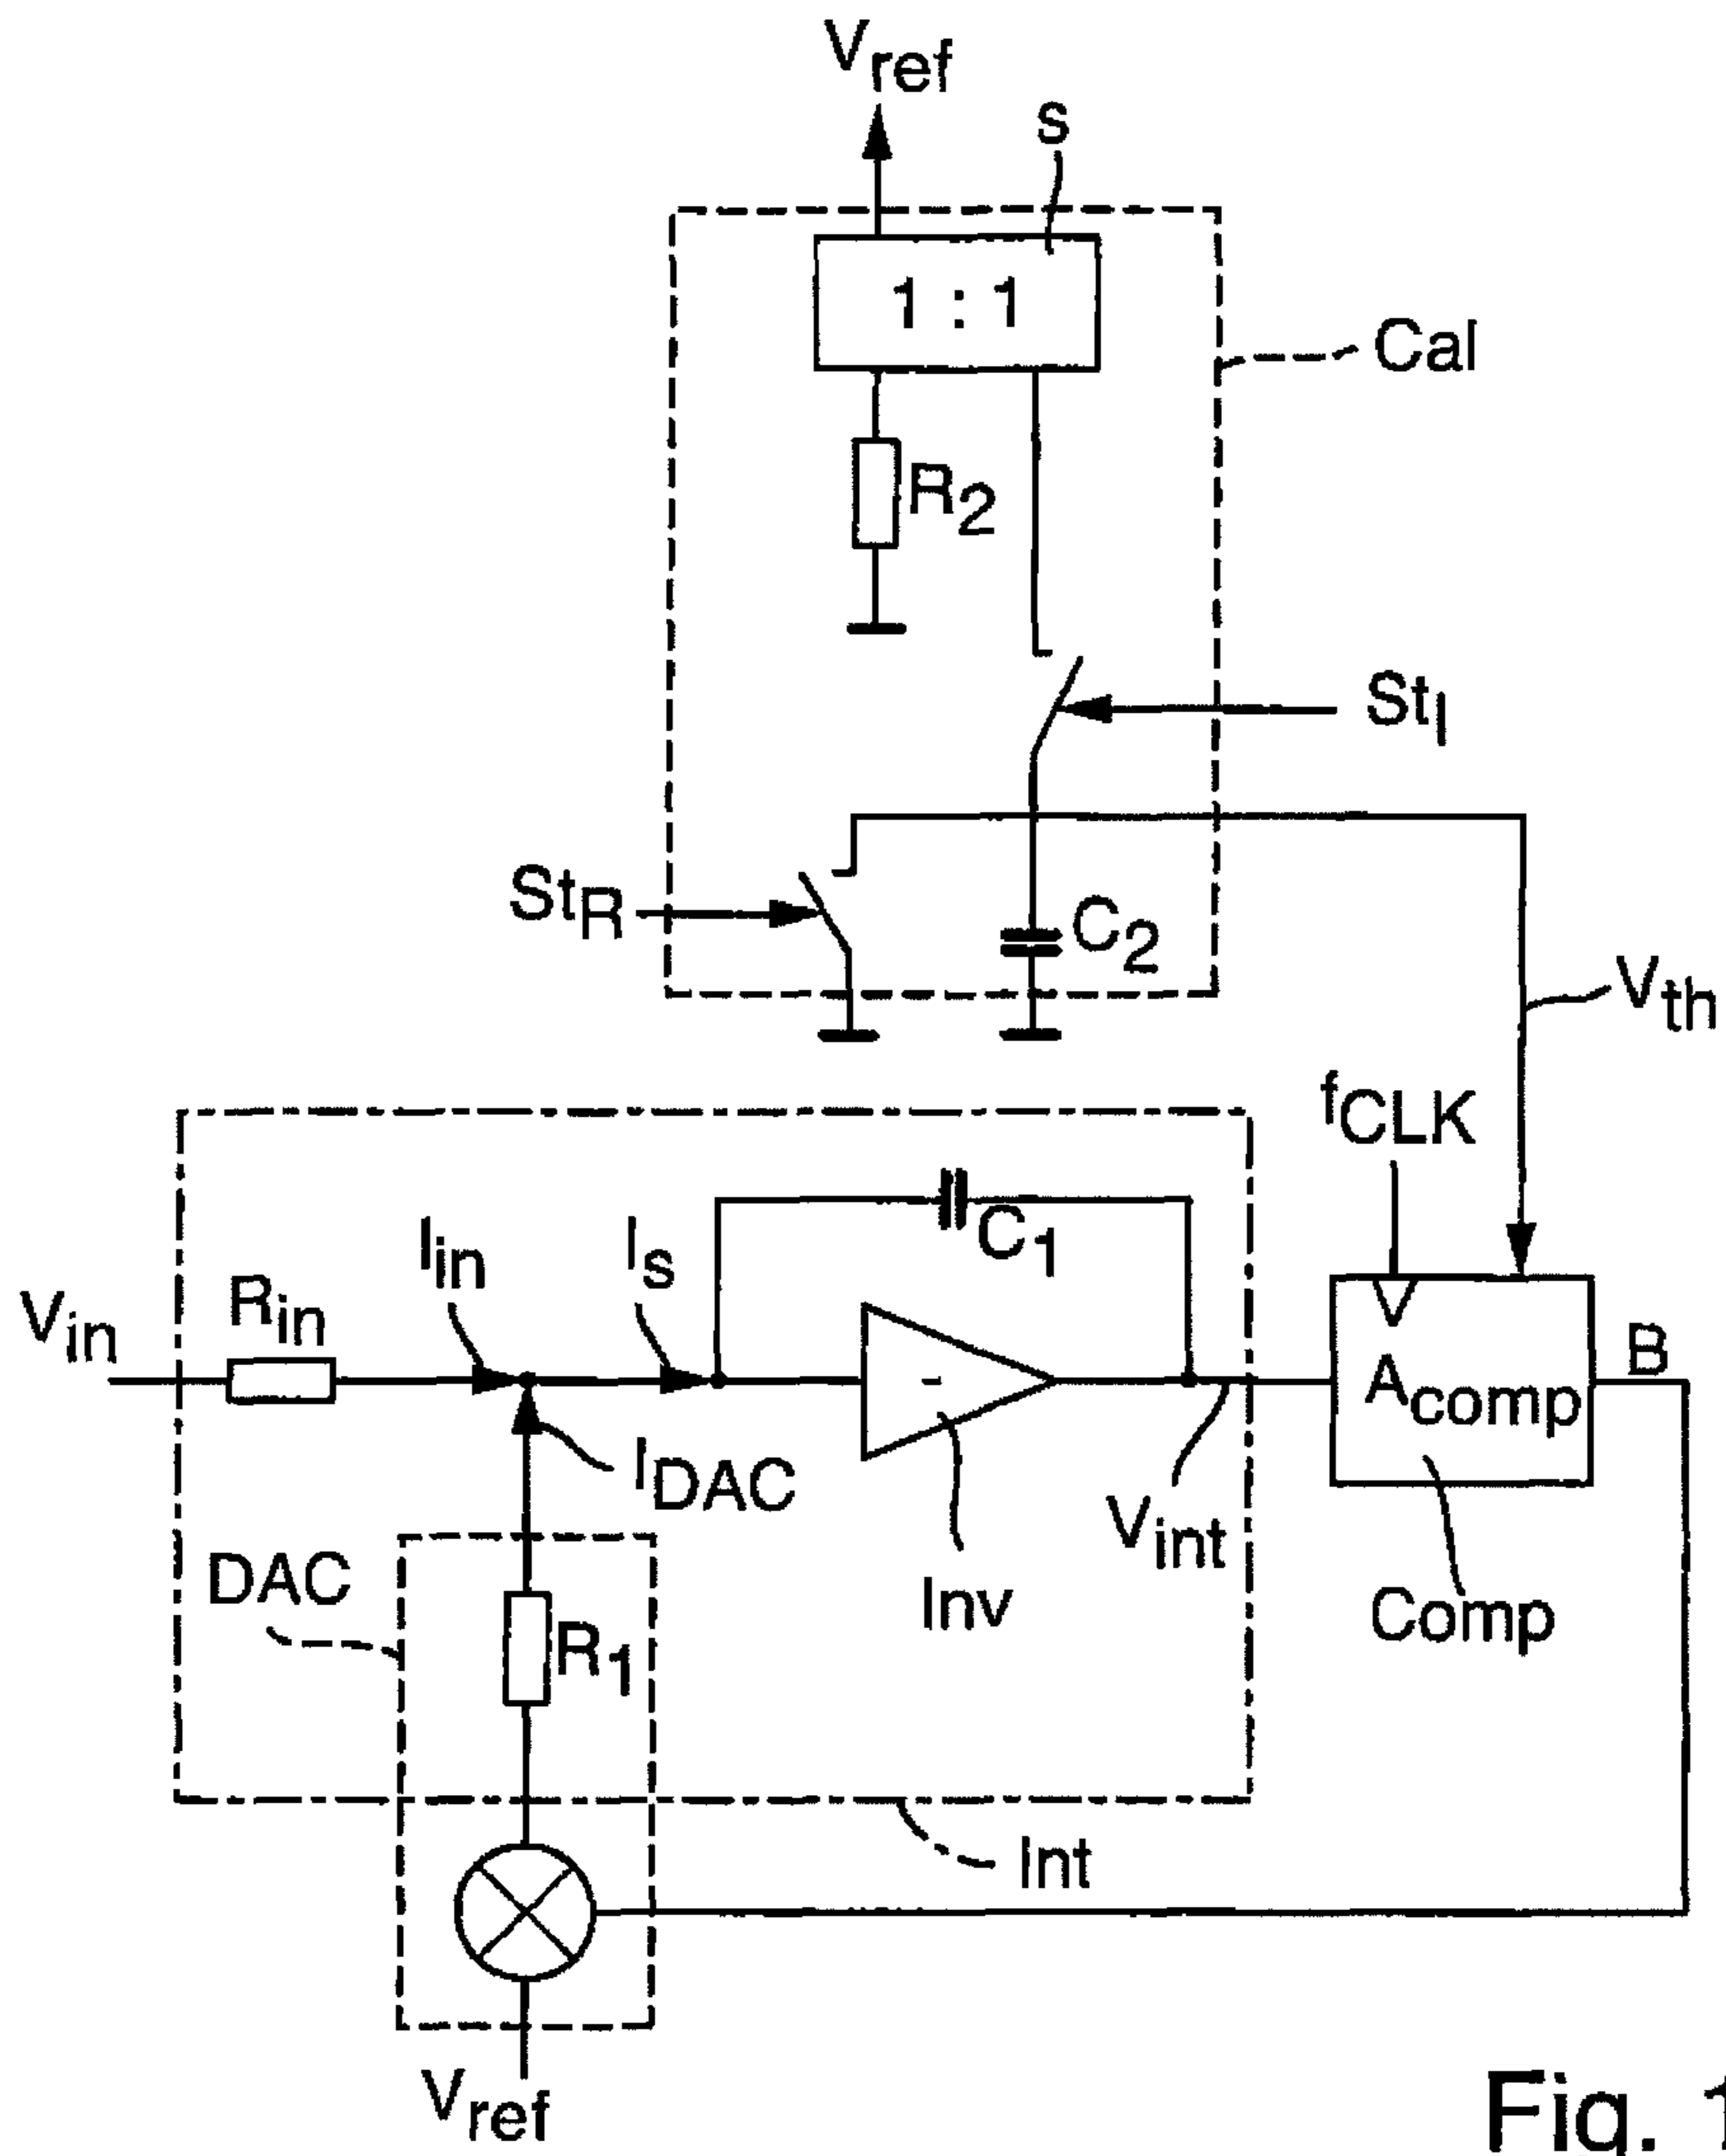 Vref
s
1 : 1
Cal
R2
StI
StR
C2
Vth
fCLK
C1
Iin
Is
Rin
Vin
B
Acomp
-
IDAC
Vint
DAC
Inv
Comp
R1
Int
Vref
Fig. 1